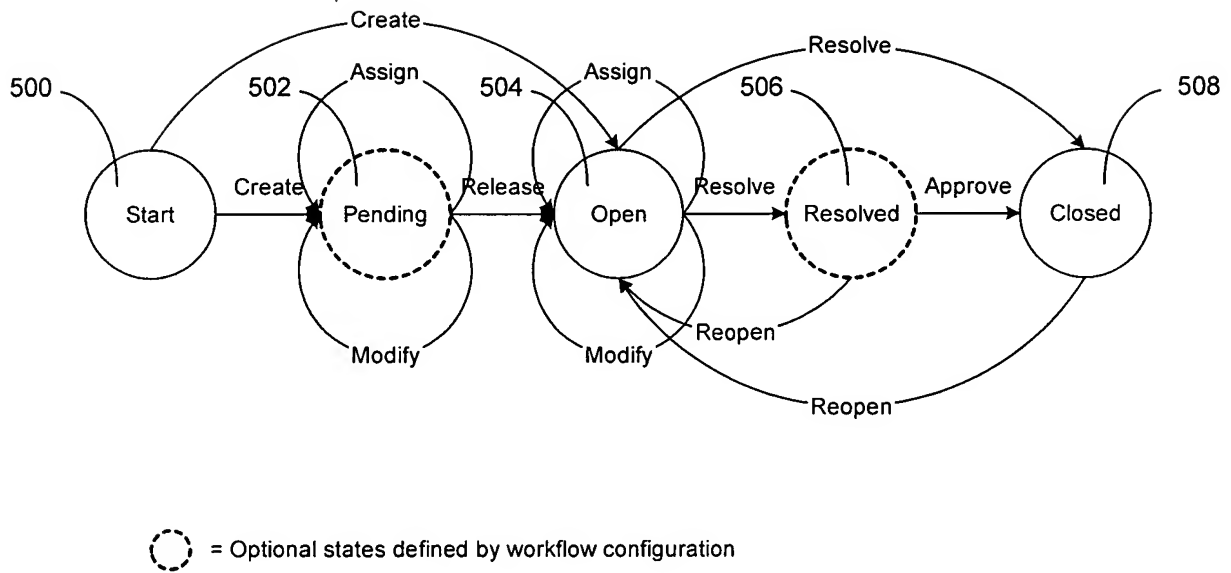 Create
Resolve
Assign
Assign
500
502
504
506
508
Create
Release
Resolve
Approve
Start
Pending
Open
Resolved
Closed
Reopen
Modify
Modify
Reopen
= Optional states defined by workflow configuration